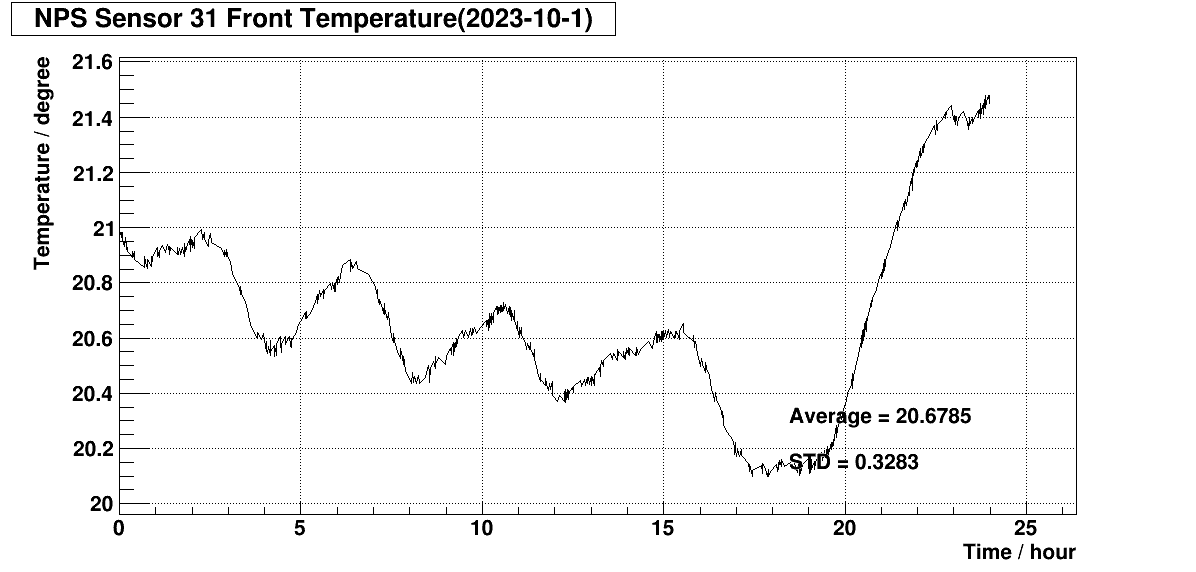 NPS Sensor 31 Front Temperature(2023-10-1)
Temperature / degree
21.6
21.4
21.2
21
20.8
20.6
20.4
20.2
20
Average = 20.6785
STD = 0.3283
0 5 10 15 20 25
Time / hour